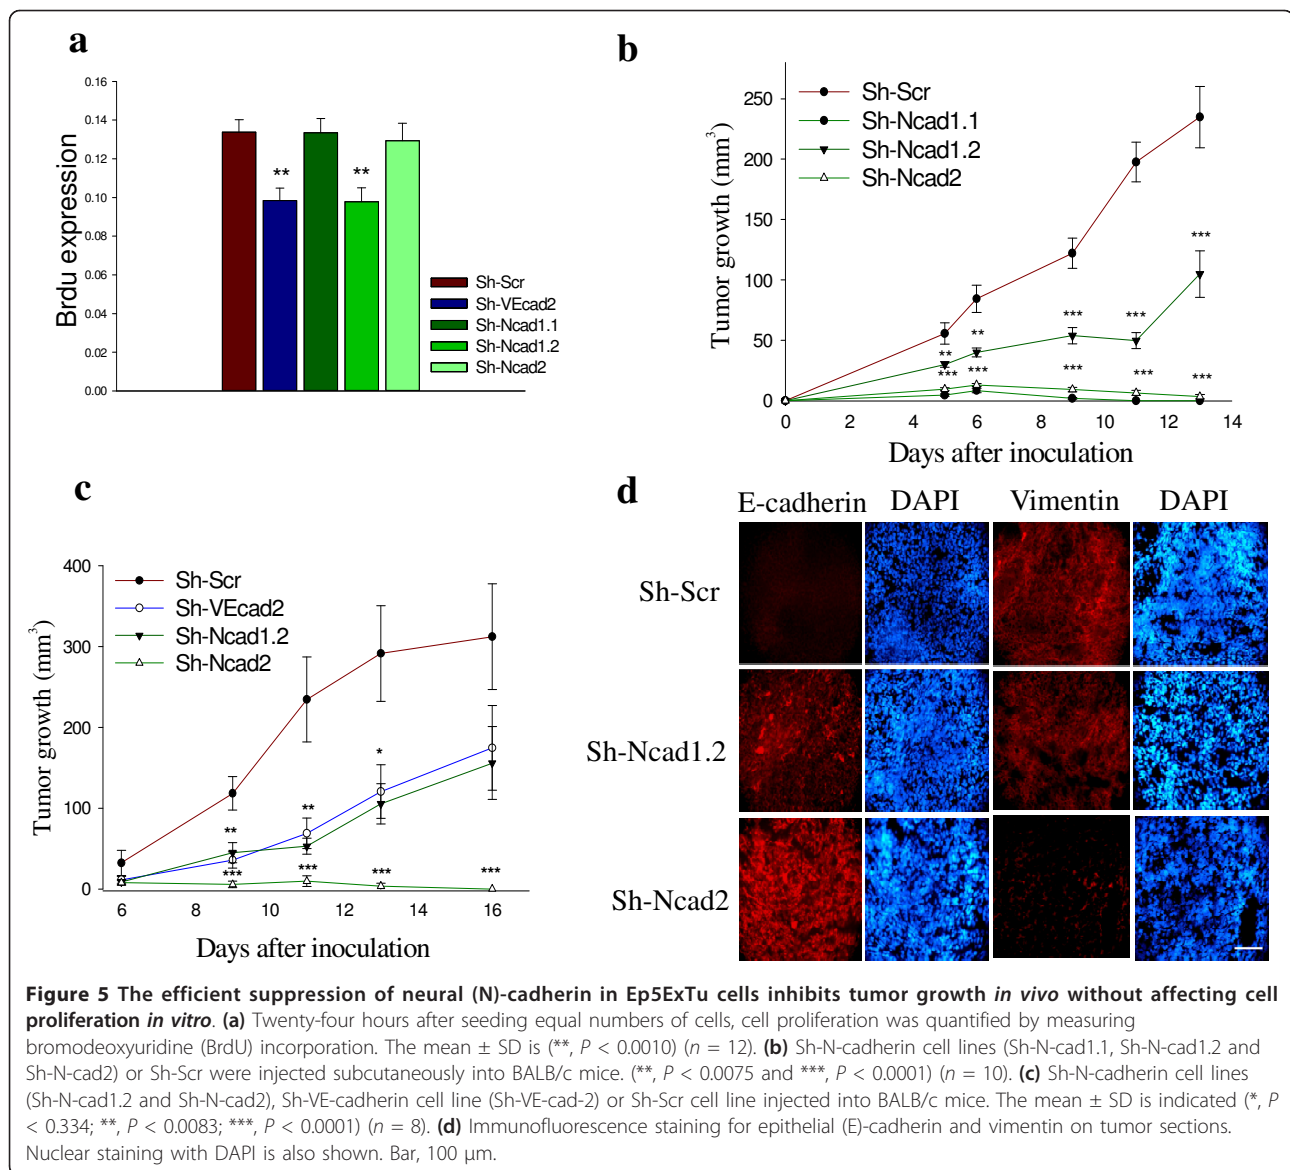 a
Brdu expression
0.16
0.14
0.12
0.10
0.08
0.06
0.04
0.02
0.00
**
**
Sh-Scr
Sh-VEcad2
Sh-Ncad1.1
Sh-Ncad1.2
Sh-Ncad2
b
Tumor growth (mm³)
250
200
150
100
50
0
Sh-Scr
Sh-Ncad1.1
Sh-Ncad1.2
Sh-Ncad2
***
***
***
**
**
***
***
***
***
***
0 2 4 6 8 10 12 14
Days after inoculation
c
Tumor growth (mm³)
400
300
200
100
0
Sh-Scr
Sh-VEcad2
Sh-Ncad1.2
Sh-Ncad2
*
**
**
***
***
***
***
6 8 10 12 14 16
Days after inoculation
d
E-cadherin DAPI Vimentin DAPI
Sh-Scr
Sh-Ncad1.2
Sh-Ncad2
Figure 5 The efficient suppression of neural (N)-cadherin in Ep5ExTu cells inhibits tumor growth in vivo without affecting cell
proliferation in vitro. (a) Twenty-four hours after seeding equal numbers of cells, cell proliferation was quantified by measuring
bromodeoxyuridine (BrdU) incorporation. The mean ± SD is (**, P < 0.0010) (n = 12). (b) Sh-N-cadherin cell lines (Sh-N-cad1.1, Sh-N-cad1.2 and
Sh-N-cad2) or Sh-Scr were injected subcutaneously into BALB/c mice. (**, P < 0.0075 and ***, P < 0.0001) (n = 10). (c) Sh-N-cadherin cell lines
(Sh-N-cad1.2 and Sh-N-cad2), Sh-VE-cadherin cell line (Sh-VE-cad-2) or Sh-Scr cell line injected into BALB/c mice. The mean ± SD is indicated (*, P
< 0.334; **, P < 0.0083; ***, P < 0.0001) (n = 8). (d) Immunofluorescence staining for epithelial (E)-cadherin and vimentin on tumor sections.
Nuclear staining with DAPI is also shown. Bar, 100 μm.